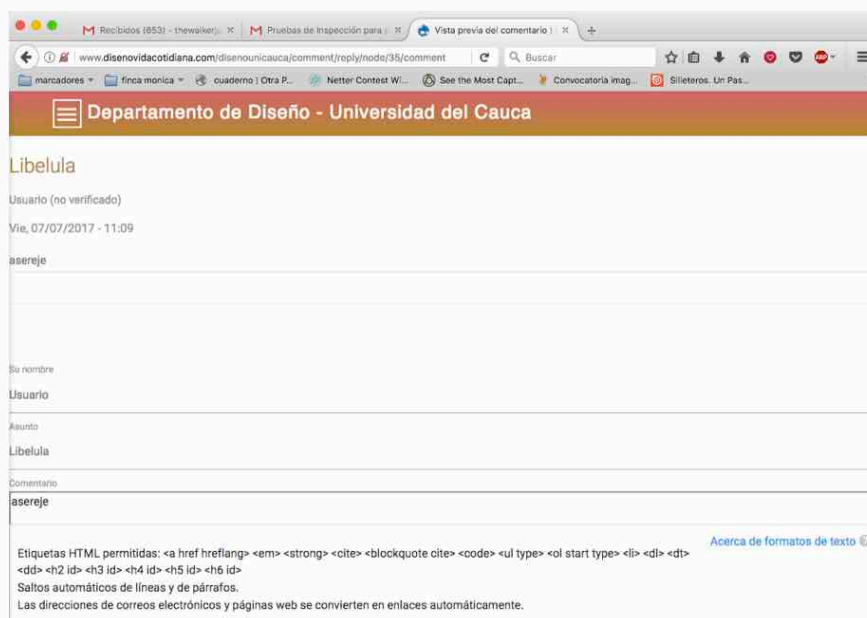 Recibidos (653) - thewalker
Pruebas de Inspección para
Vista previa del comentario
www.disenovidacotidiana.com/disenounicauca/comment/reply/node/35/comment
Buscar
marcadores
finca monica
cuaderno | Otra P...
Netter Contest Wi...
See the Most Capt...
Convocatoria imag...
Silleteros. Un Pas...
Departamento de Diseño - Universidad del Cauca
Libelula
Usuario (no verificado)
Vie, 07/07/2017 - 11:09
asereje
Su nombre
Usuario
Asunto
Libelula
Comentario
asereje
Acerca de formatos de texto
Etiquetas HTML permitidas: <a href hreflang> <em> <strong> <cite> <blockquote cite> <code> <ul type> <ol start type> <li> <dl> <dt>
<dd> <h2 id> <h3 id> <h4 id> <h5 id> <h6 id>
Saltos automáticos de líneas y de párrafos.
Las direcciones de correos electrónicos y páginas web se convierten en enlaces automáticamente.